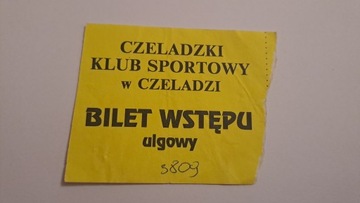 CZELADZKI
KLUB SPORTOWY
w CZELADZI
BILET WSTĘPU
ulgowy
5809